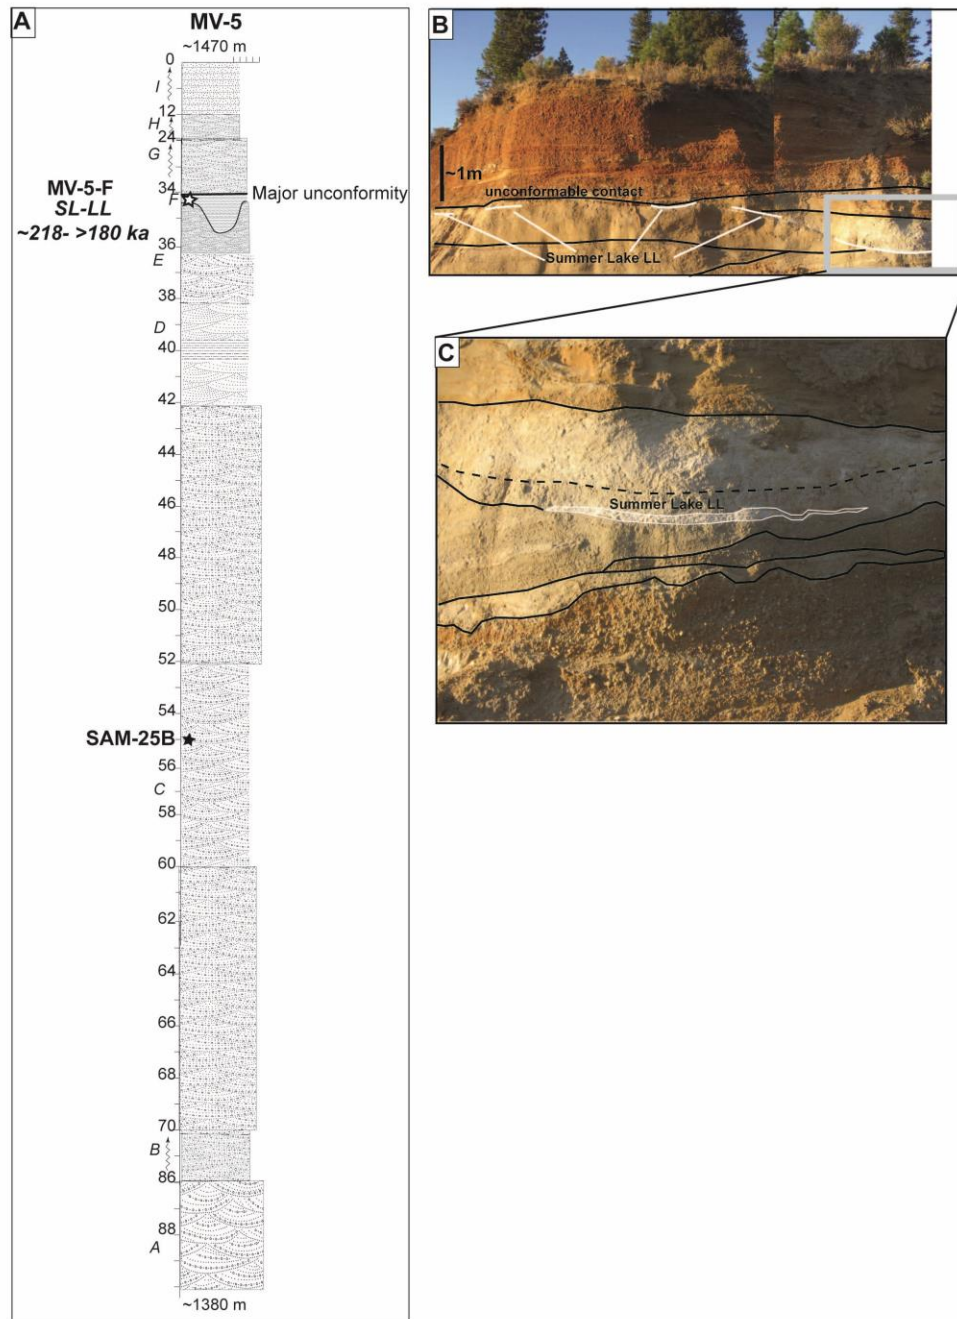 A
MV-5
~1470 m
0
I
12
H
24
G
34
Major unconformity
F
MV-5-F
SL-LL
~218- >180 ka
36
E
38
D
40
42
44
46
48
50
52
54
SAM-25B
56
C
58
60
62
64
66
68
70
B
86
88
A
~1380 m
B
~1m
unconformable contact
Summer Lake LL
C
Summer Lake LL